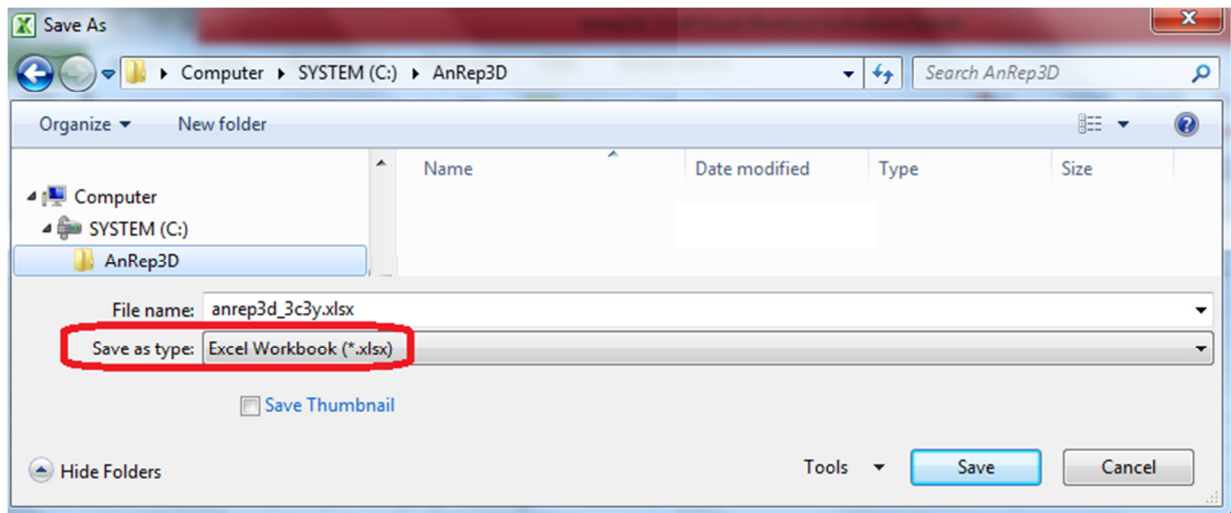 Save As
Computer SYSTEM (C:) AnRep3D Search AnRep3D
Organize New folder
Name Date modified Type Size
Computer
SYSTEM (C:)
AnRep3D
File name: anrep3d_3c3y.xlsx
Save as type: Excel Workbook (*.xlsx)
Save Thumbnail
Hide Folders Tools Save Cancel